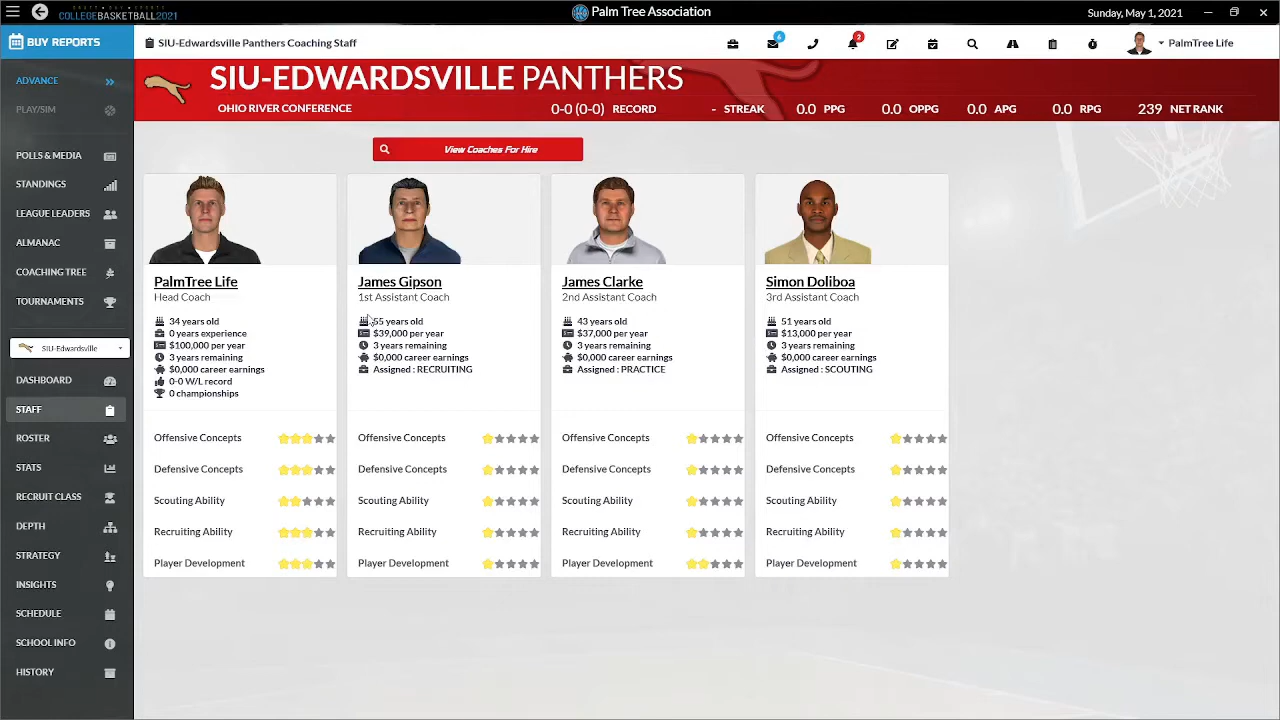 DRAFT DAY SPORTS
COLLEGEBASKETBALL2021
Palm Tree Association
Sunday, May 1, 2021
BUY REPORTS
SIU-Edwardsville Panthers Coaching Staff
4
2
PalmTree Life
ADVANCE
PLAY/SIM
POLLS & MEDIA
STANDINGS
LEAGUE LEADERS
ALMANAC
COACHING TREE
TOURNAMENTS
SIU-Edwardsville
DASHBOARD
STAFF
ROSTER
STATS
RECRUIT CLASS
DEPTH
STRATEGY
INSIGHTS
SCHEDULE
SCHOOL INFO
HISTORY
SIU-EDWARDSVILLE PANTHERS
OHIO RIVER CONFERENCE
0-0 (0-0) RECORD
- STREAK
0.0 PPG
0.0 OPPG
0.0 APG
0.0 RPG
239 NET RANK
View Coaches For Hire
PalmTree Life
Head Coach
34 years old
0 years experience
$100,000 per year
3 years remaining
$0,000 career earnings
0-0 W/L record
0 championships
Offensive Concepts
Defensive Concepts
Scouting Ability
Recruiting Ability
Player Development
James Gipson
1st Assistant Coach
55 years old
$39,000 per year
3 years remaining
$0,000 career earnings
Assigned : RECRUITING
Offensive Concepts
Defensive Concepts
Scouting Ability
Recruiting Ability
Player Development
James Clarke
2nd Assistant Coach
43 years old
$37,000 per year
3 years remaining
$0,000 career earnings
Assigned : PRACTICE
Offensive Concepts
Defensive Concepts
Scouting Ability
Recruiting Ability
Player Development
Simon Doliboa
3rd Assistant Coach
51 years old
$13,000 per year
3 years remaining
$0,000 career earnings
Assigned : SCOUTING
Offensive Concepts
Defensive Concepts
Scouting Ability
Recruiting Ability
Player Development